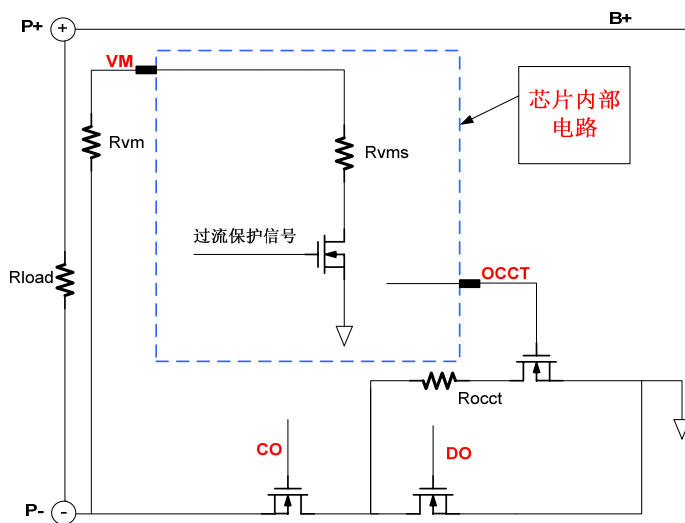 P+
+
B+
VM
芯片内部
电路
Rvm
Rvms
过流保护信号
OCCT
Rload
Rocct
CO
DO
P-
-